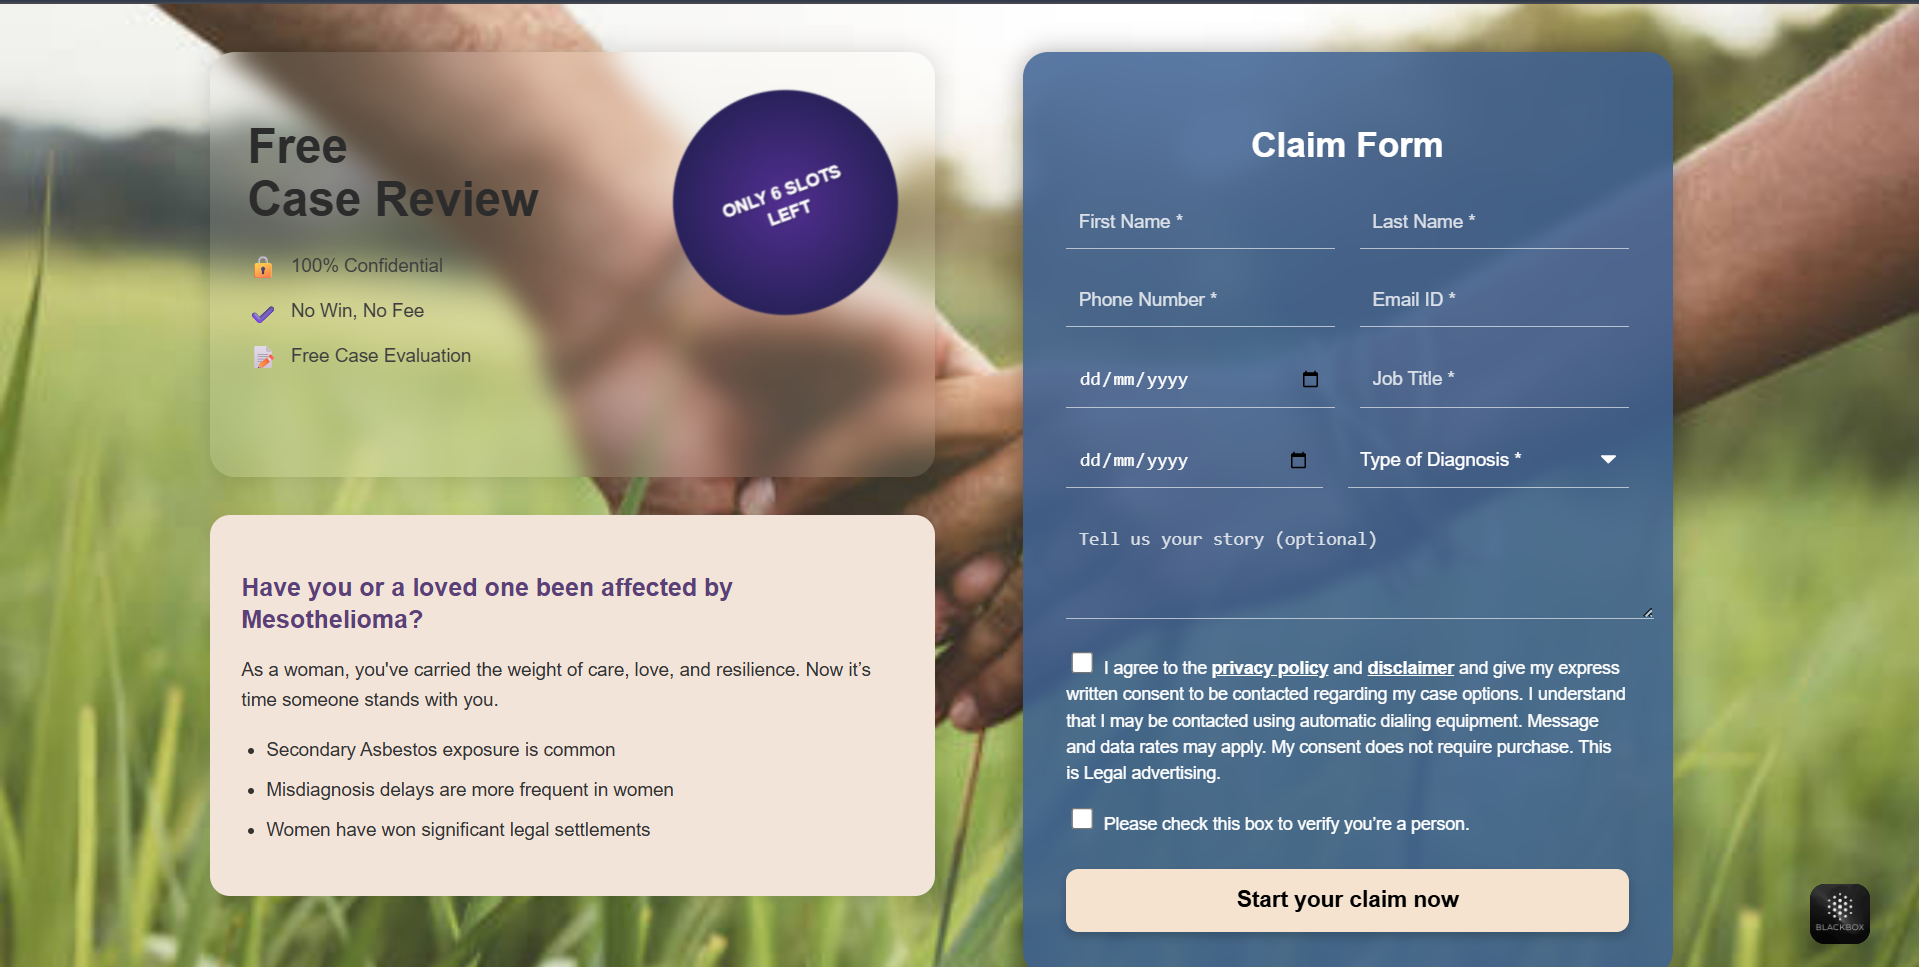 Free
Case Review
100% Confidential
No Win, No Fee
Free Case Evaluation
ONLY 6 SLOTS
LEFT
Have you or a loved one been affected by
Mesothelioma?
As a woman, you've carried the weight of care, love, and resilience. Now it’s
time someone stands with you.
Secondary Asbestos exposure is common
Misdiagnosis delays are more frequent in women
Women have won significant legal settlements
Claim Form
First Name *
Last Name *
Phone Number *
Email ID *
dd/mm/yyyy
Job Title *
dd/mm/yyyy
Type of Diagnosis *
Tell us your story (optional)
I agree to the privacy policy and disclaimer and give my express
written consent to be contacted regarding my case options. I understand
that I may be contacted using automatic dialing equipment. Message
and data rates may apply. My consent does not require purchase. This
is Legal advertising.
Please check this box to verify you’re a person.
Start your claim now
BLACKBOX